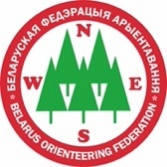 БЕЛАРУСКАЯ ФЕДЭРАЦЫЯ АРЫЕНТАВАННЯ
N
W E
S
BELARUS ORIENTEERING FEDERATION